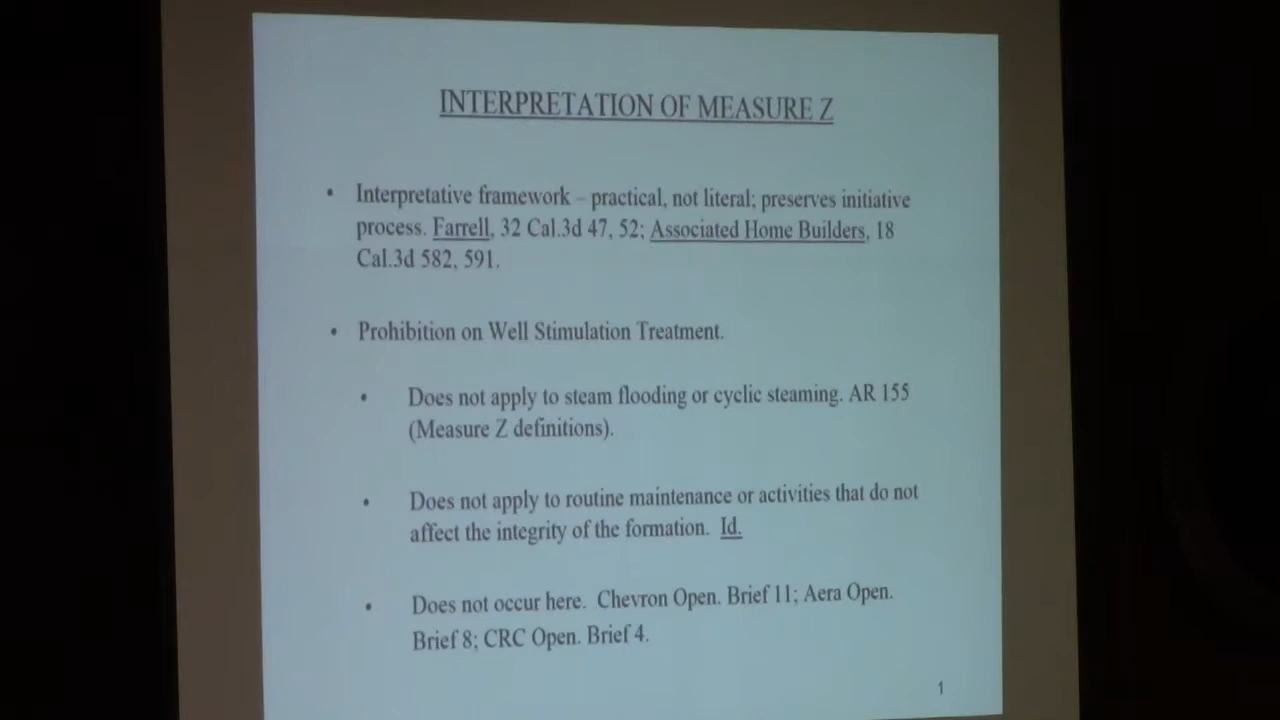 INTERPRETATION OF MEASURE Z
• Interpretative framework – practical, not literal; preserves initiative
process. Farrell, 32 Cal.3d 47, 52; Associated Home Builders, 18
Cal.3d 582, 591.
• Prohibition on Well Stimulation Treatment.
• Does not apply to steam flooding or cyclic steaming. AR 155
(Measure Z definitions).
• Does not apply to routine maintenance or activities that do not
affect the integrity of the formation. Id.
• Does not occur here. Chevron Open. Brief 11; Aera Open.
Brief 8; CRC Open. Brief 4.
1